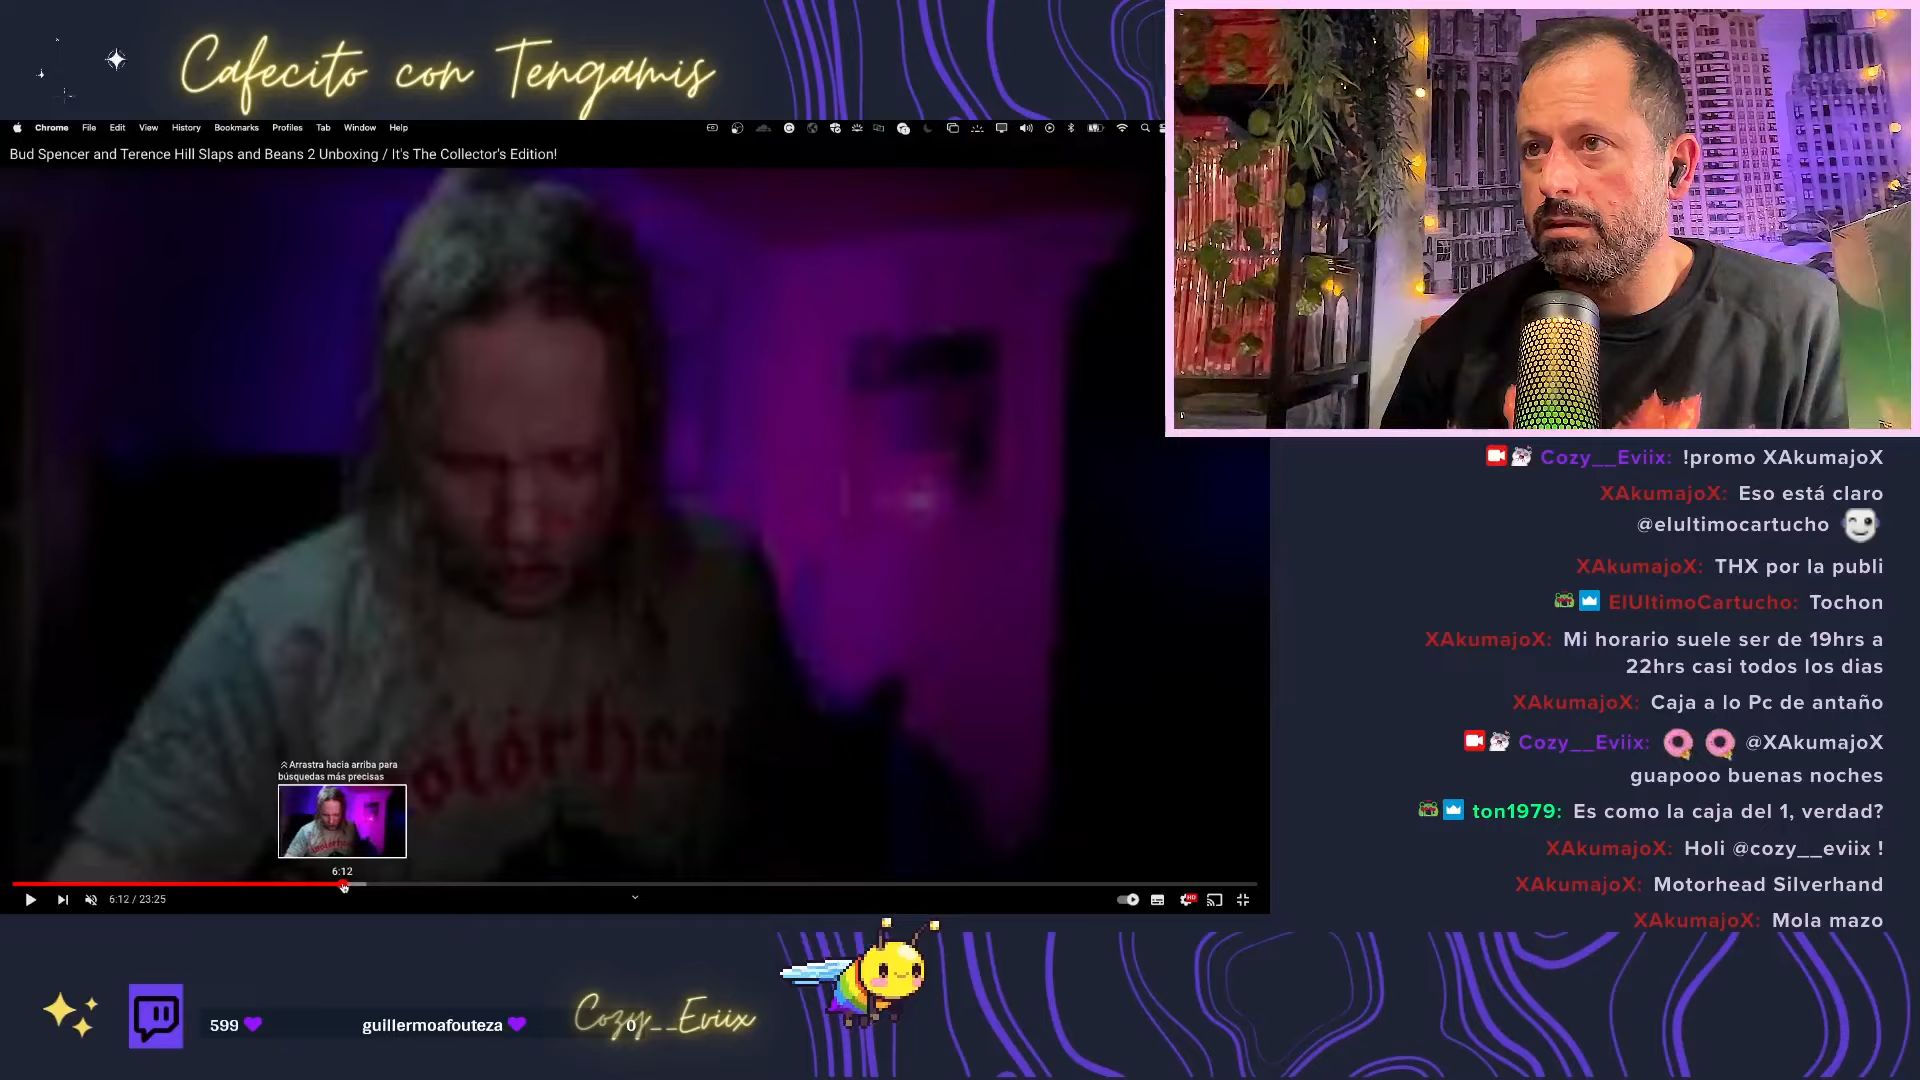 Cafecito con Tengamis
Chrome File Edit View History Bookmarks Profiles Tab Window Help
Bud Spencer and Terence Hill Slaps and Beans 2 Unboxing / It's The Collector's Edition!
Arrastra hacia arriba para
búsquedas más precisas
6:12
6:12 / 23:25
HD
Cozy__Eviix: !promo XAkumajoX
XAkumajoX: Eso está claro
@elultimocartucho
XAkumajoX: THX por la publi
ElUltimoCartucho: Tochon
XAkumajoX: Mi horario suele ser de 19hrs a
22hrs casi todos los dias
XAkumajoX: Caja a lo Pc de antaño
Cozy__Eviix: @XAkumajoX
guapooo buenas noches
ton1979: Es como la caja del 1, verdad?
XAkumajoX: Holi @cozy__eviix !
XAkumajoX: Motorhead Silverhand
XAkumajoX: Mola mazo
599
guillermoafouteza
Cozy__Eviix
0